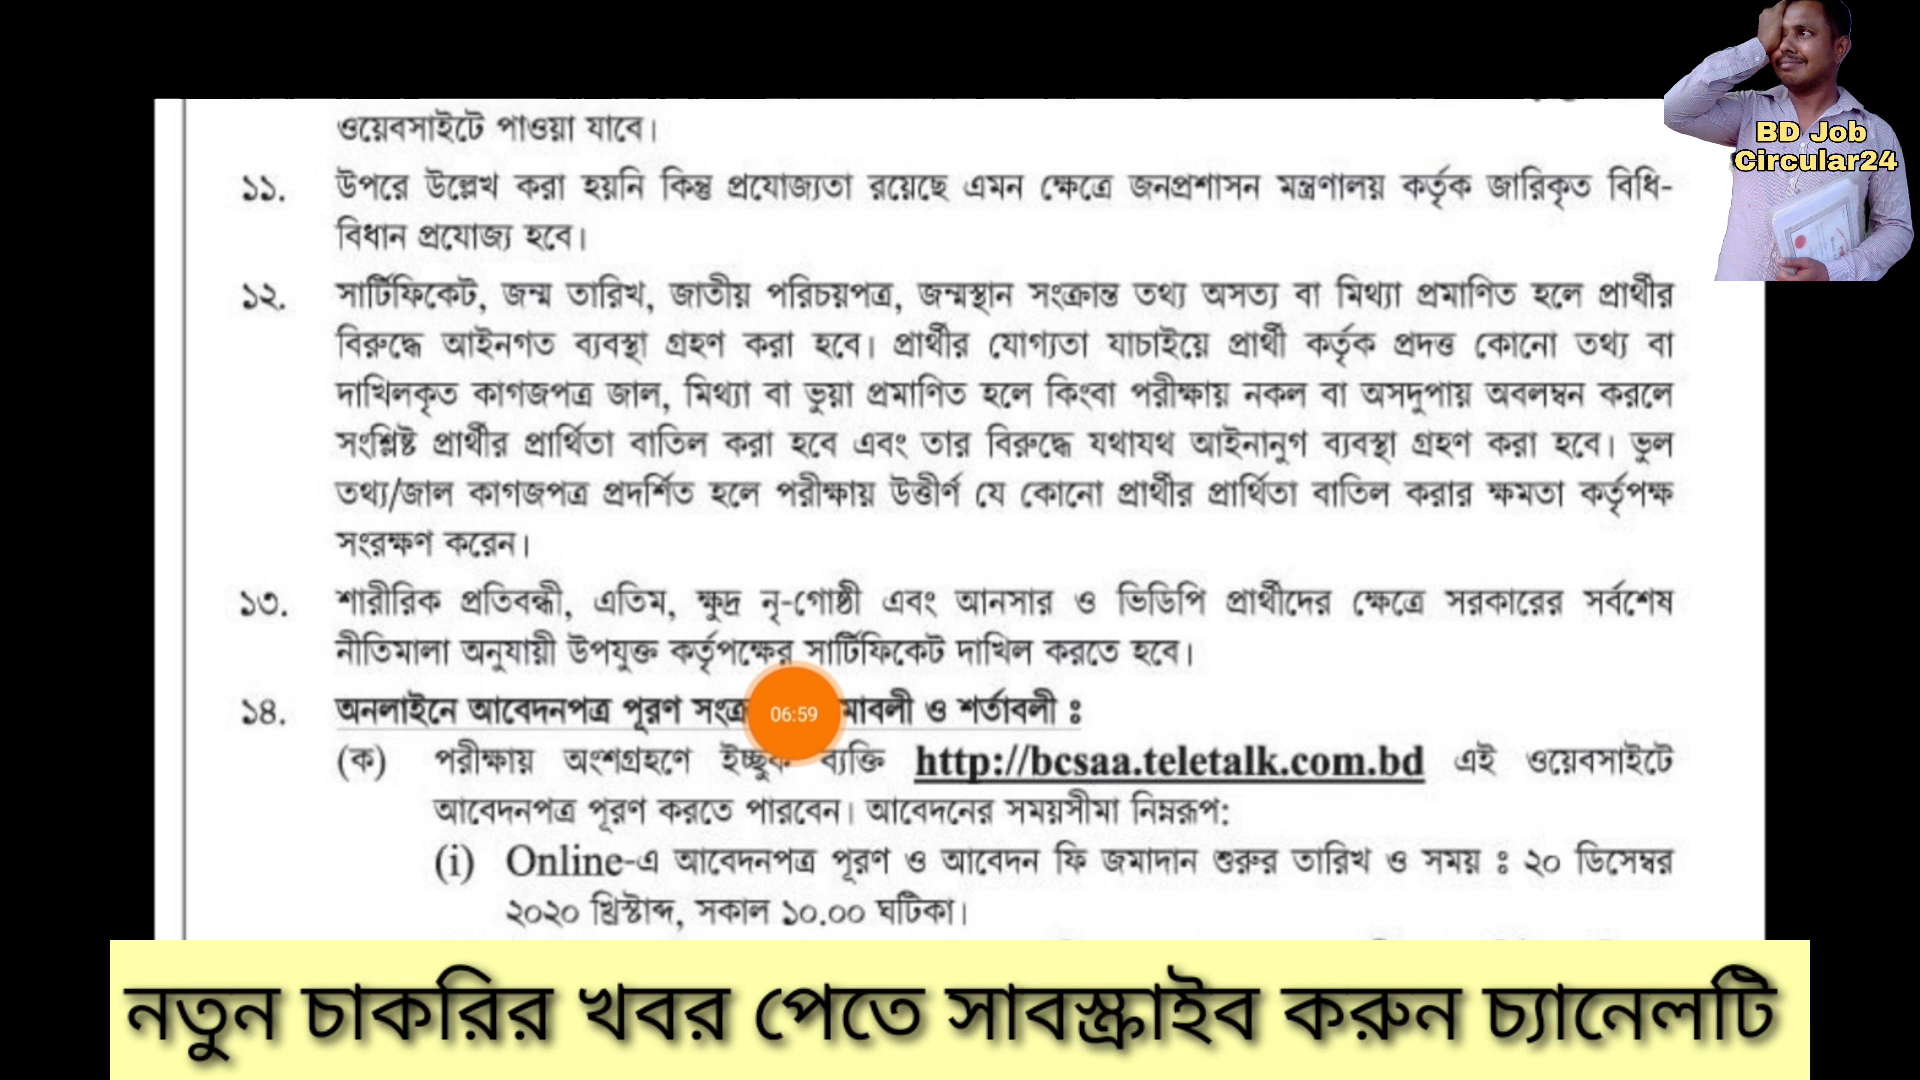 ওয়েবসাইটে পাওয়া যাবে।
১১. উপরে উল্লেখ করা হয়নি কিন্তু প্রযোজ্যতা রয়েছে এমন ক্ষেত্রে জনপ্রশাসন মন্ত্রণালয় কর্তৃক জারিকৃত বিধি-
বিধান প্রযোজ্য হবে।
১২. সার্টিফিকেট, জন্ম তারিখ, জাতীয় পরিচয়পত্র, জন্মস্থান সংক্রান্ত তথ্য অসত্য বা মিথ্যা প্রমাণিত হলে প্রার্থীর
বিরুদ্ধে আইনগত ব্যবস্থা গ্রহণ করা হবে। প্রার্থীর যোগ্যতা যাচাইয়ে প্রার্থী কর্তৃক প্রদত্ত কোনো তথ্য বা
দাখিলকৃত কাগজপত্র জাল, মিথ্যা বা ভুয়া প্রমাণিত হলে কিংবা পরীক্ষায় নকল বা অসদুপায় অবলম্বন করলে
সংশ্লিষ্ট প্রার্থীর প্রার্থিতা বাতিল করা হবে এবং তার বিরুদ্ধে যথাযথ আইনানুগ ব্যবস্থা গ্রহণ করা হবে। ভুল
তথ্য/জাল কাগজপত্র প্রদর্শিত হলে পরীক্ষায় উত্তীর্ণ যে কোনো প্রার্থীর প্রার্থিতা বাতিল করার ক্ষমতা কর্তৃপক্ষ
সংরক্ষণ করেন।
১৩. শারীরিক প্রতিবন্ধী, এতিম, ক্ষুদ্র নৃ-গোষ্ঠী এবং আনসার ও ভিডিপি প্রার্থীদের ক্ষেত্রে সরকারের সর্বশেষ
নীতিমালা অনুযায়ী উপযুক্ত কর্তৃপক্ষের সার্টিফিকেট দাখিল করতে হবে।
১৪. অনলাইনে আবেদনপত্র পূরণ সংক্র 06:59 মাবলী ও শর্তাবলী ঃ
(ক) পরীক্ষায় অংশগ্রহণে ইচ্ছুক ব্যক্তি http://bcsaa.teletalk.com.bd এই ওয়েবসাইটে
আবেদনপত্র পূরণ করতে পারবেন। আবেদনের সময়সীমা নিম্নরূপ:
(i) Online-এ আবেদনপত্র পূরণ ও আবেদন ফি জমাদান শুরুর তারিখ ও সময় ঃ ২০ ডিসেম্বর
২০২০ খ্রিস্টাব্দ, সকাল ১০.০০ ঘটিকা।
BD Job
Circular24
নতুন চাকরির খবর পেতে সাবস্ক্রাইব করুন চ্যানেলটি